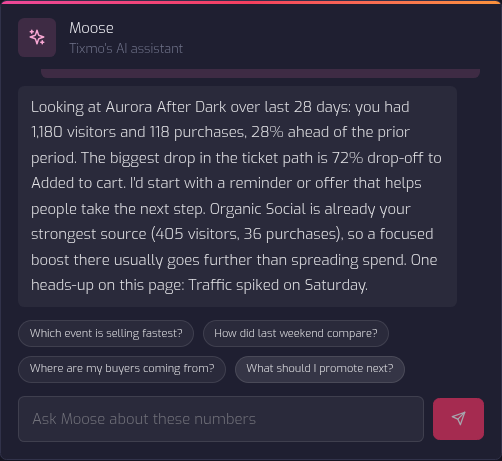 Moose
Tixmo's AI assistant
Looking at Aurora After Dark over last 28 days: you had
1,180 visitors and 118 purchases, 28% ahead of the prior
period. The biggest drop in the ticket path is 72% drop-off to
Added to cart. I'd start with a reminder or offer that helps
people take the next step. Organic Social is already your
strongest source (405 visitors, 36 purchases), so a focused
boost there usually goes further than spreading spend. One
heads-up on this page: Traffic spiked on Saturday.
Which event is selling fastest?
How did last weekend compare?
Where are my buyers coming from?
What should I promote next?
Ask Moose about these numbers